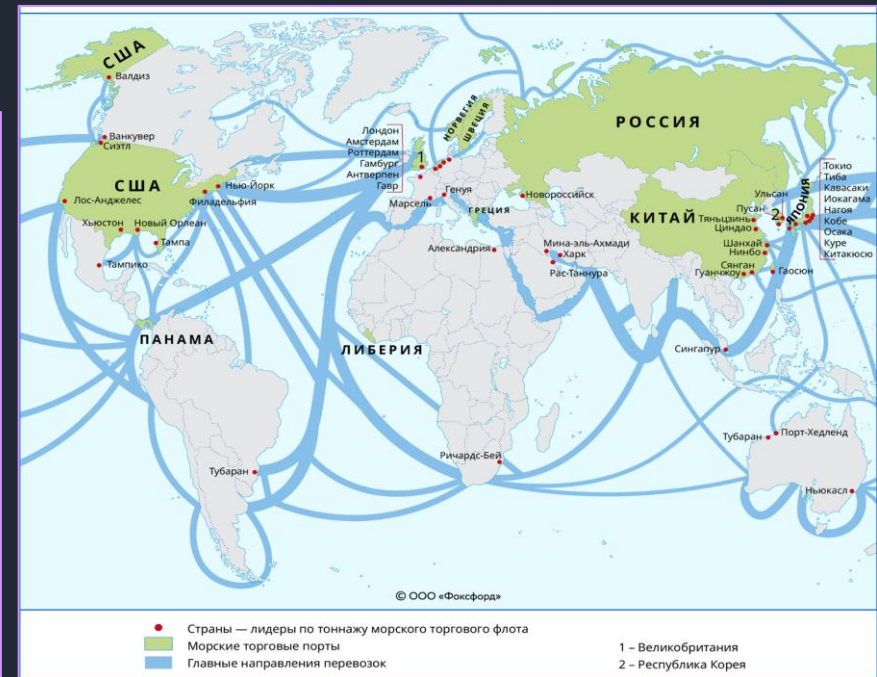 США
Валдиз
Ванкувер
Сиэтл
США
Лос-Анджелес
Нью-Йорк
Филадельфия
Хьюстон
Новый Орлеан
Тампа
Тампико
ПАНАМА
Тубаран
Лондон
Амстердам
Роттердам
Гамбург
Антверпен
Гавр
1
НОРВЕГИЯ
ШВЕЦИЯ
Генуя
Марсель
ГРЕЦИЯ
Александрия
ЛИБЕРИЯ
Ричардс-Бей
РОССИЯ
Новороссийск
Мина-эль-Ахмади
Харк
Рас-Таннура
КИТАЙ
Ульсан
Пусан
2
Тяньцзинь
Циндао
Шанхай
Нинбо
Сянган
Гуанчжоу
Гаосюн
ЯПОНИЯ
Токио
Тиба
Кавасаки
Иокагама
Нагоя
Кобе
Осака
Куре
Китакюсю
Сингапур
Тубаран
Порт-Хедленд
Ньюкасл
© ООО «Фоксфорд»
Страны — лидеры по тоннажу морского торгового флота
Морские торговые порты
Главные направления перевозок
1 – Великобритания
2 – Республика Корея